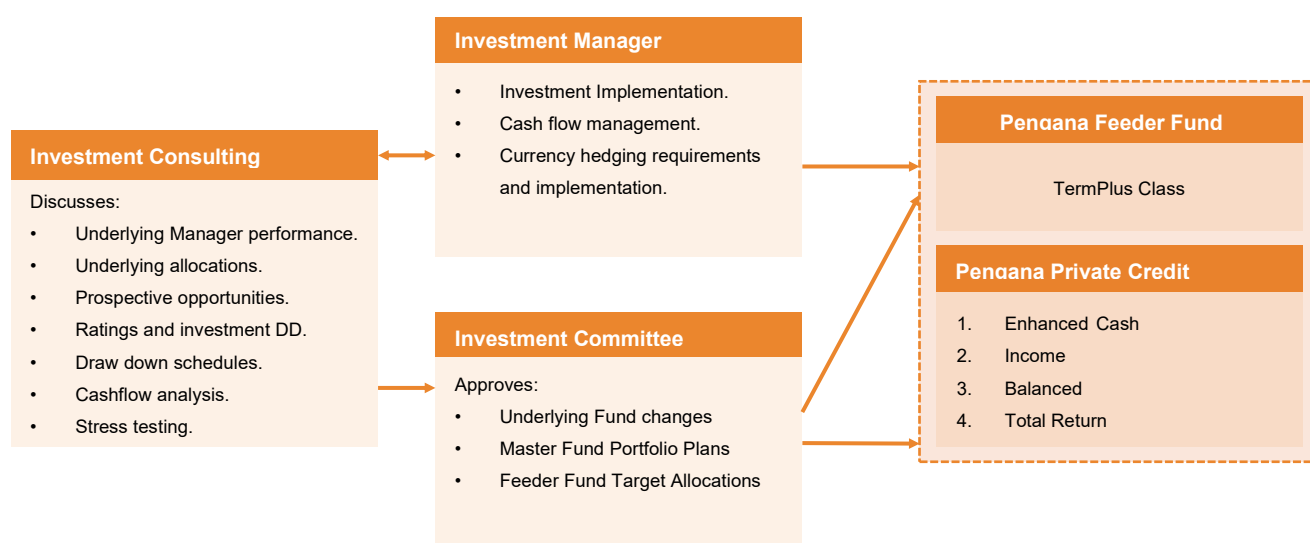 Investment Consulting
Discusses:
• Underlying Manager performance.
• Underlying allocations.
• Prospective opportunities.
• Ratings and investment DD.
• Draw down schedules.
• Cashflow analysis.
• Stress testing.
Investment Manager
• Investment Implementation.
• Cash flow management.
• Currency hedging requirements
and implementation.
Investment Committee
Approves:
• Underlying Fund changes
• Master Fund Portfolio Plans
• Feeder Fund Target Allocations
Pengana Feeder Fund
TermPlus Class
Pengana Private Credit
1. Enhanced Cash
2. Income
3. Balanced
4. Total Return